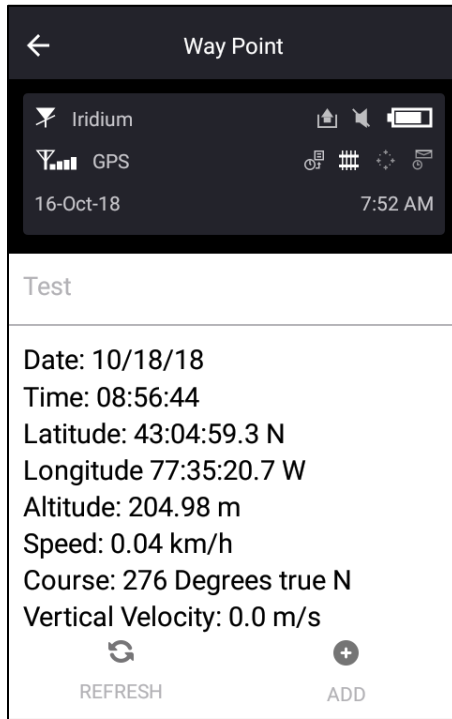 Way Point
Iridium
GPS
16-Oct-18 7:52 AM
Test
Date: 10/18/18
Time: 08:56:44
Latitude: 43:04:59.3 N
Longitude 77:35:20.7 W
Altitude: 204.98 m
Speed: 0.04 km/h
Course: 276 Degrees true N
Vertical Velocity: 0.0 m/s
REFRESH ADD